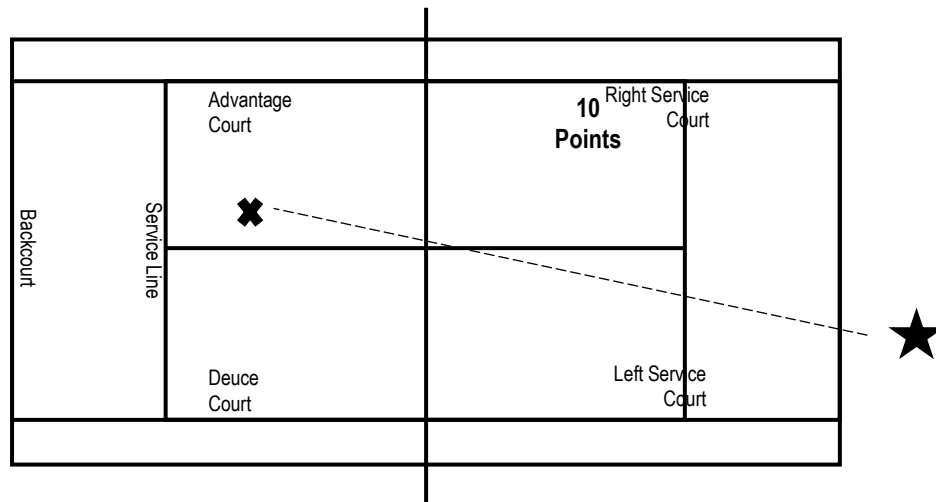 Advantage
Court
10
Points
Right Service
Court
Backcourt
Service Line
Deuce
Court
Left Service
Court